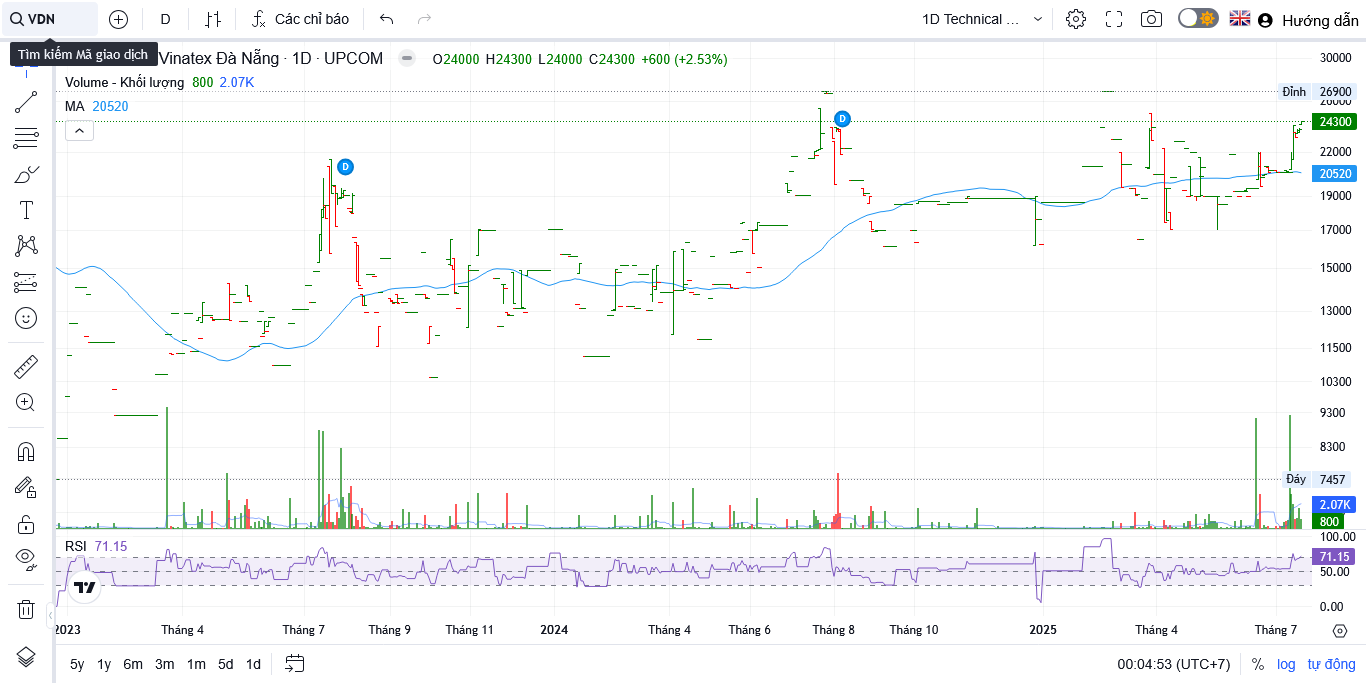 VDN
D
Các chỉ báo
1D Technical ...
Hướng dẫn
Tìm kiếm Mã giao dịch
Vinatex Đà Nẵng · 1D · UPCOM
O24000 H24300 L24000 C24300 +600 (+2.53%)
Volume - Khối lượng 800 2.07K
MA 20520
30000
Đỉnh 26900
26000
24300
22000
20520
19000
17000
15000
13000
11500
10300
9300
8300
Đáy 7457
2.07K
800
D
D
RSI 71.15
100.00
71.15
50.00
0.00
2023 Tháng 4 Tháng 7 Tháng 9 Tháng 11 2024 Tháng 4 Tháng 6 Tháng 8 Tháng 10 2025 Tháng 4 Tháng 7
5y 1y 6m 3m 1m 5d 1d
00:04:53 (UTC+7) % log tự động